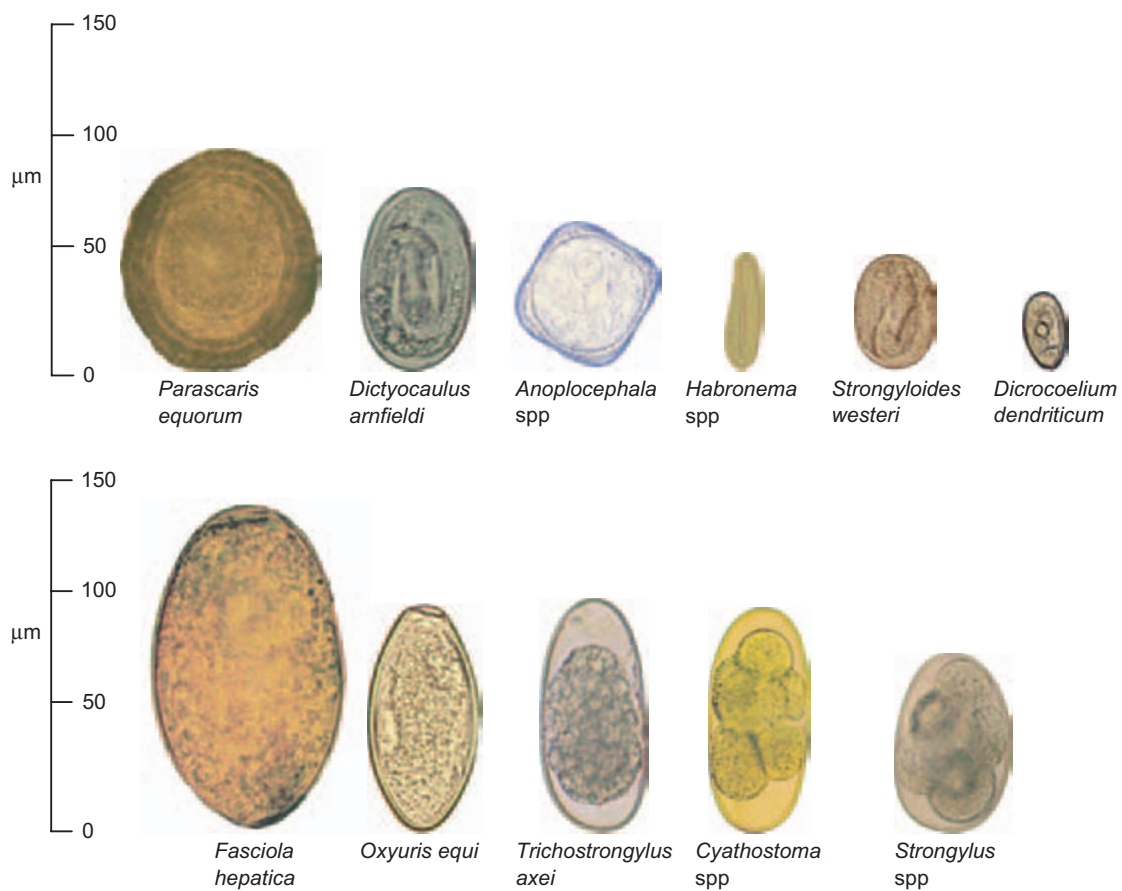 150
100
μm
50
0
Parascaris equorum
Dictyocaulus arnfieldi
Anoplocephala spp
Habronema spp
Strongyloides westeri
Dicrocoelium dendriticum
150
100
μm
50
0
Fasciola hepatica
Oxyuris equi
Trichostrongylus axei
Cyathostoma spp
Strongylus spp